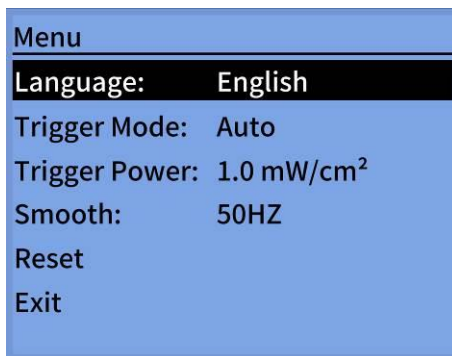 Menu
Language: English
Trigger Mode: Auto
Trigger Power: 1.0 mW/cm²
Smooth: 50HZ
Reset
Exit